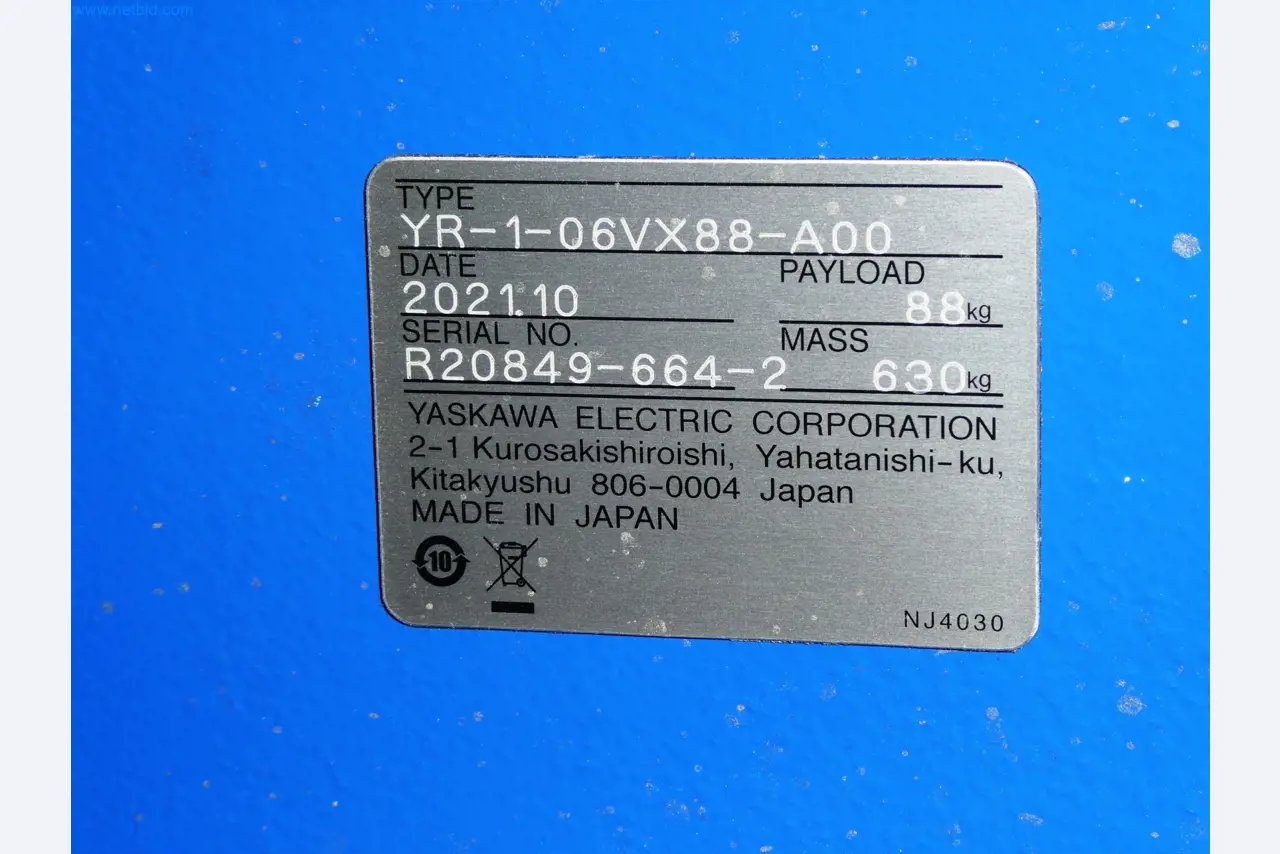 www.netbid.com
TYPE
YR-1-06VX88-A00
DATE
2021.10
PAYLOAD
88kg
SERIAL NO.
R20849-664-2
MASS
630kg
YASKAWA ELECTRIC CORPORATION
2-1 Kurosakishiroishi, Yahatanishi-ku,
Kitakyushu 806-0004 Japan
MADE IN JAPAN
10
NJ4030